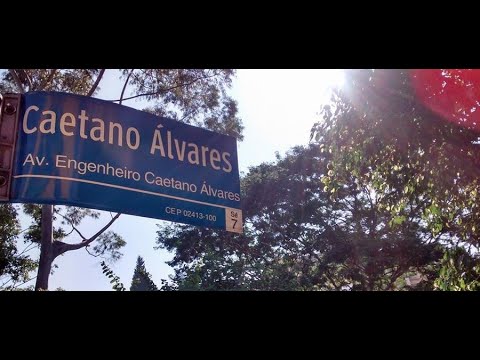 Caetano Álvares
Av. Engenheiro Caetano Álvares
CEP 02413-100
Sé
7